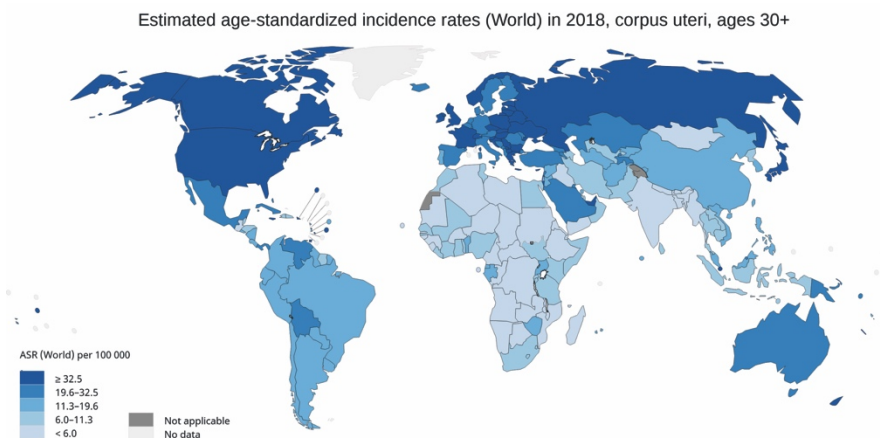 Estimated age-standardized incidence rates (World) in 2018, corpus uteri, ages 30+
ASR (World) per 100 000
≥ 32.5
19.6–32.5
11.3–19.6
6.0–11.3
< 6.0
Not applicable
No data